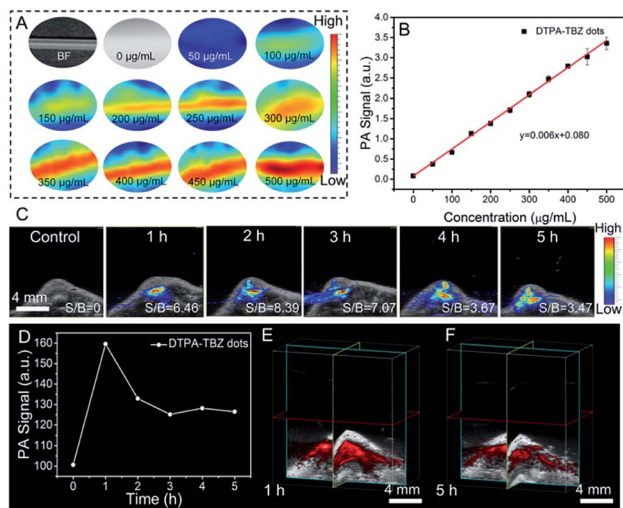 A
BF
0 µg/mL
50 µg/mL
100 µg/mL
150 µg/mL
200 µg/mL
250 µg/mL
300 µg/mL
350 µg/mL
400 µg/mL
450 µg/mL
500 µg/mL
High
Low
B
PA Signal (a.u.)
4.0
3.5
3.0
2.5
2.0
1.5
1.0
0.5
0.0
DTPA-TBZ dots
y=0.006x+0.080
0 100 200 300 400 500
Concentration (µg/mL)
C
Control
1 h
2 h
3 h
4 h
5 h
4 mm
S/B=0
S/B=6.46
S/B=8.39
S/B=7.07
S/B=3.67
S/B=3.47
High
Low
D
PA Signal (a.u.)
160
150
140
130
120
110
100
DTPA-TBZ dots
0 1 2 3 4 5
Time (h)
E
1 h
4 mm
F
5 h
4 mm